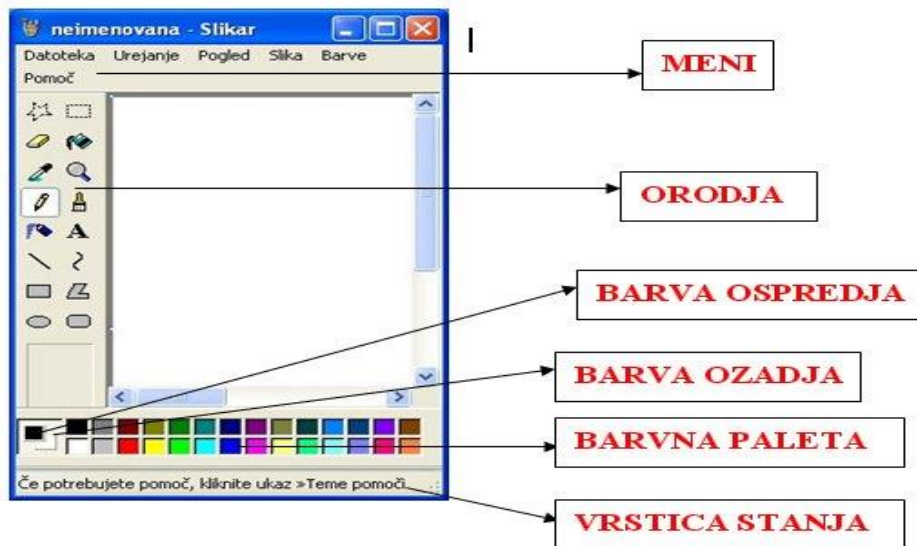 neimenovana - Slikar
Datoteka Urejanje Pogled Slika Barve
Pomoč
A
Če potrebujete pomoč, kliknite ukaz »Teme pomoči
MENI
ORODJA
BARVA OSPREDJA
BARVA OZADJA
BARVNA PALETA
VRSTICA STANJA